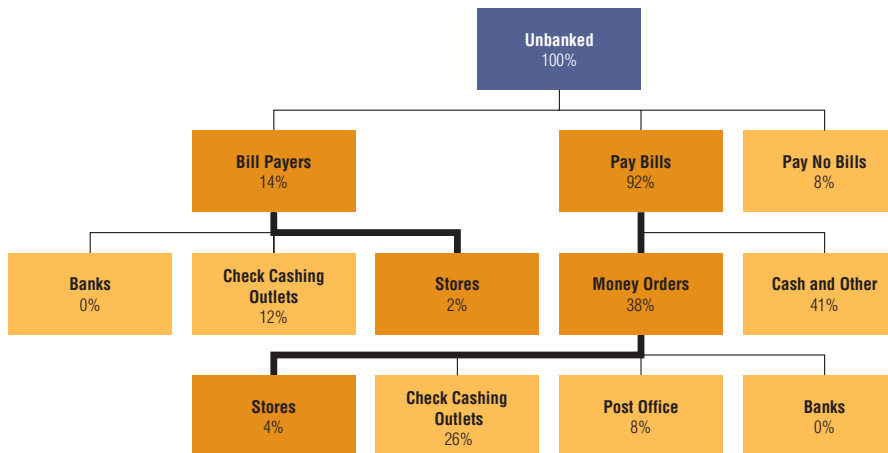 Unbanked
100%
Bill Payers
14%
Pay Bills
92%
Pay No Bills
8%
Banks
0%
Check Cashing
Outlets
12%
Stores
2%
Money Orders
38%
Cash and Other
41%
Stores
4%
Check Cashing
Outlets
26%
Post Office
8%
Banks
0%